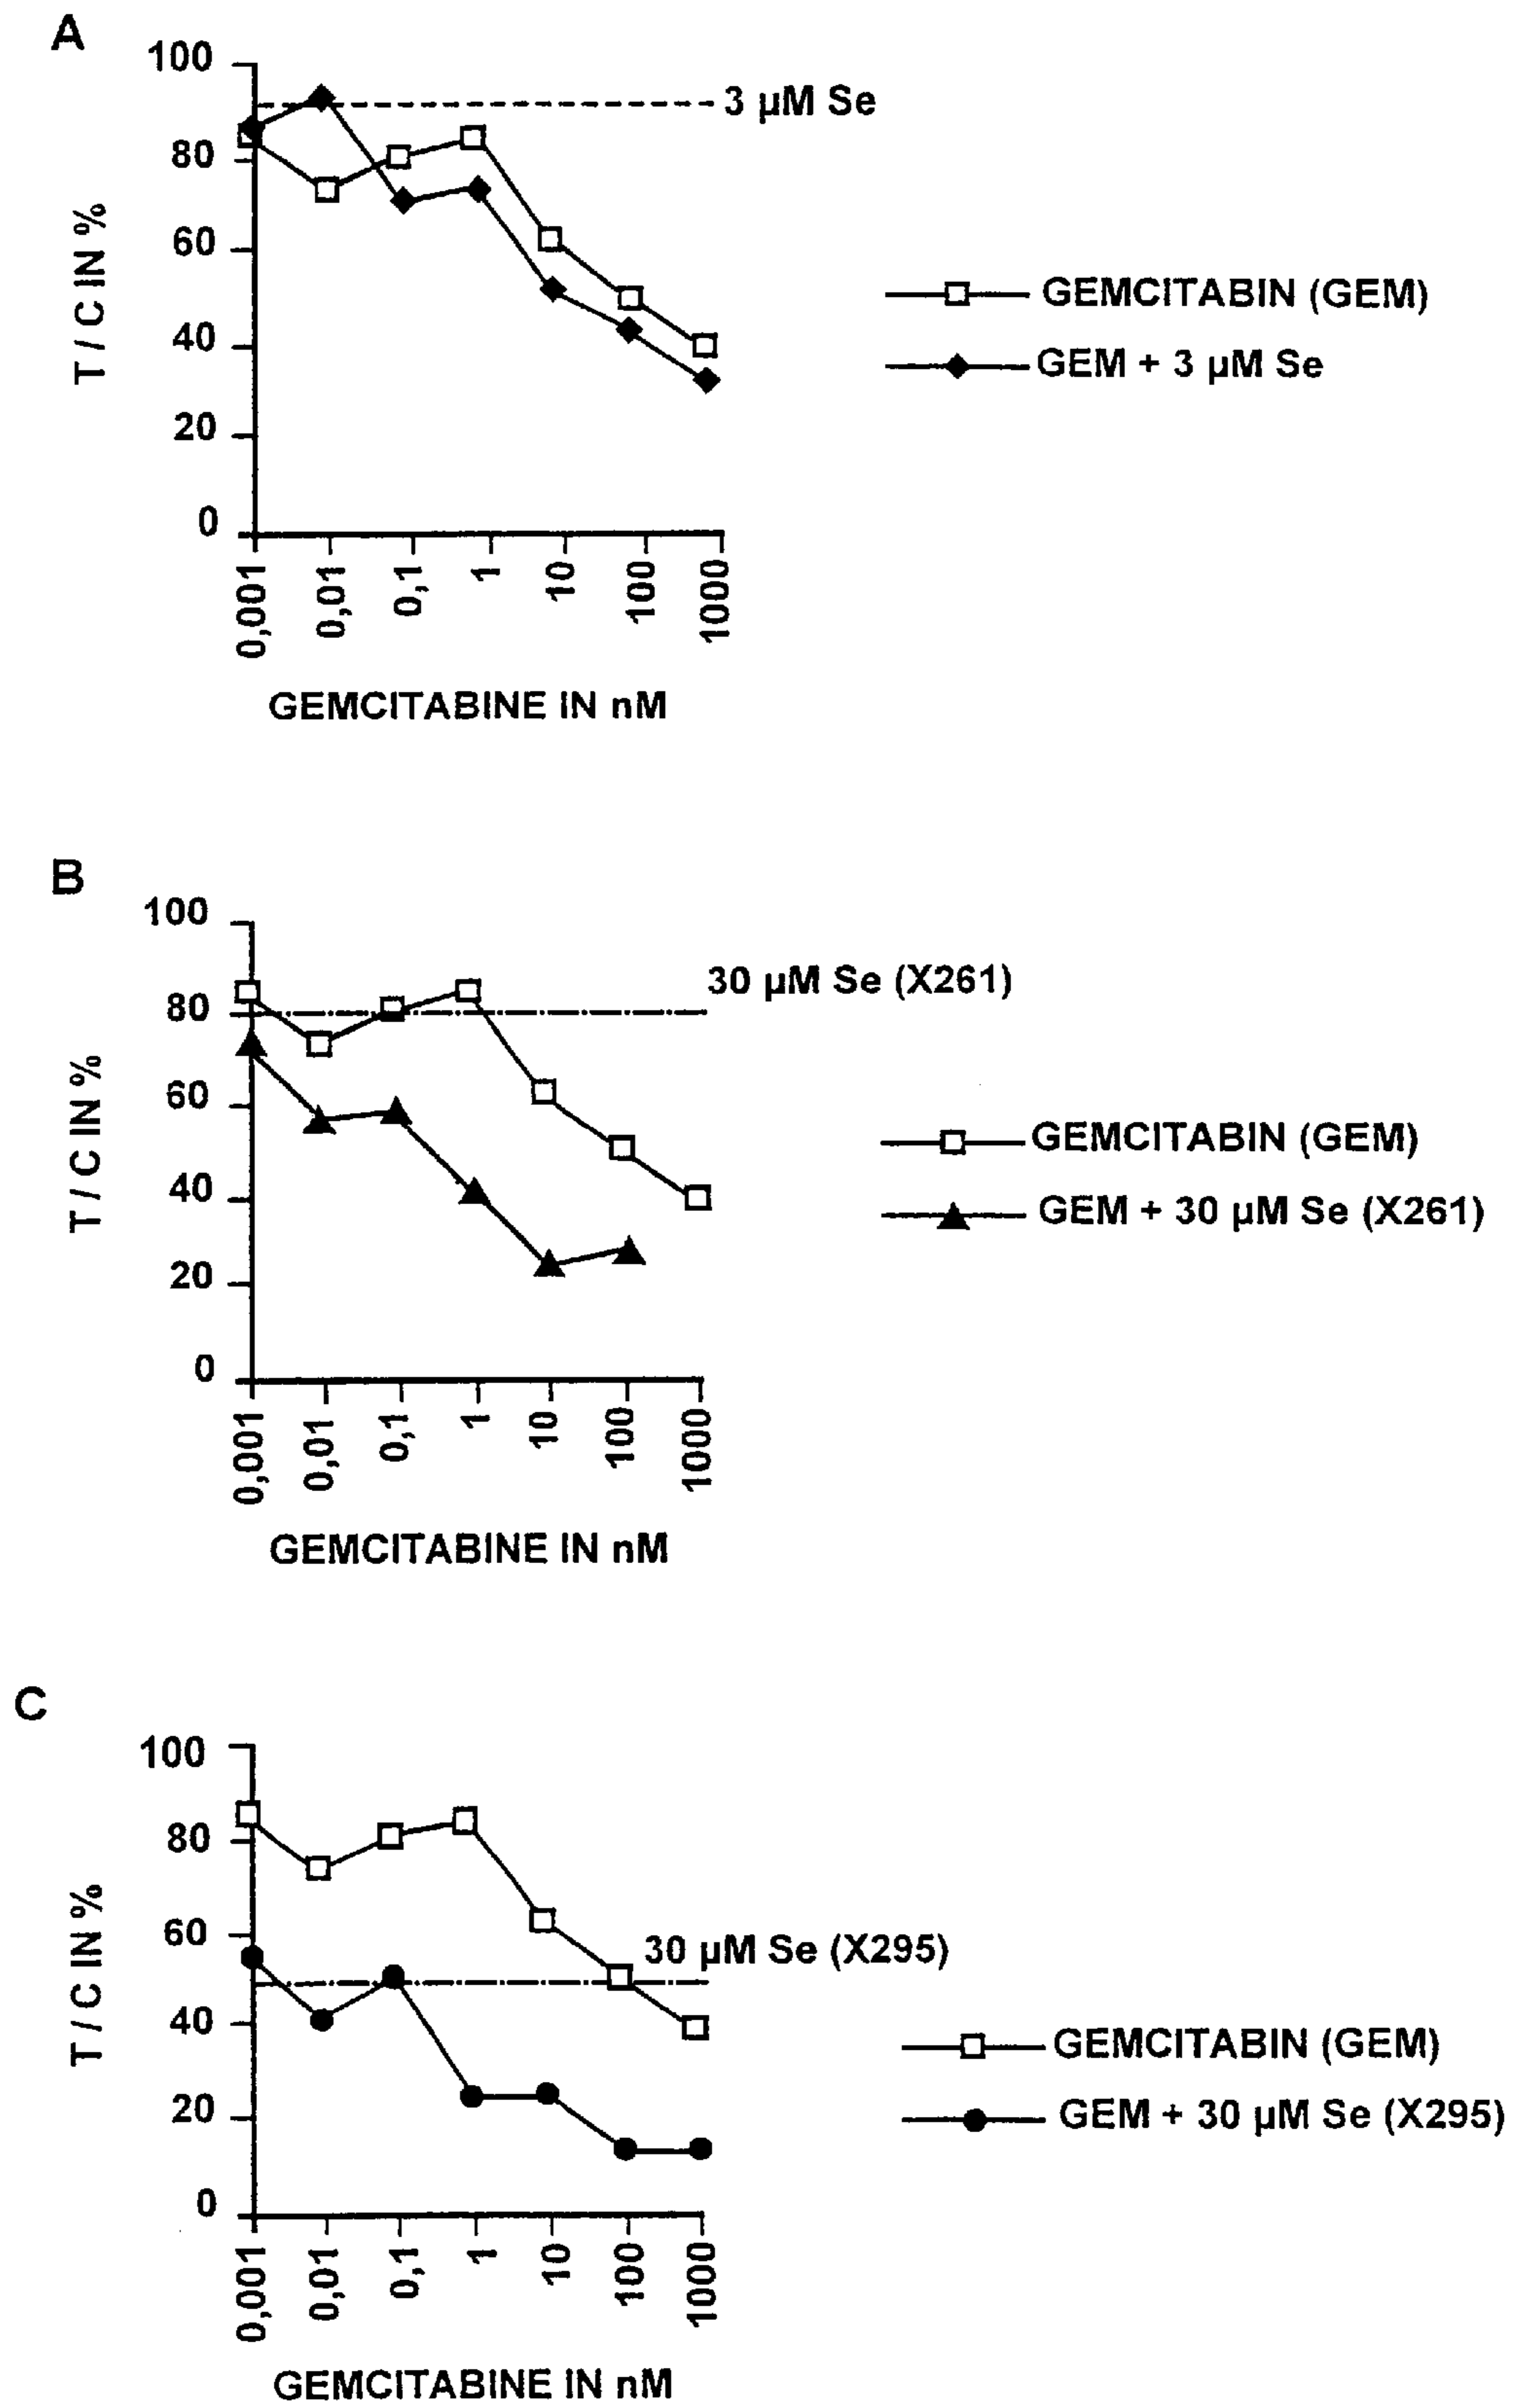 A
100
80
60
40
20
0
T / C IN %
3 µM Se
GEMCITABIN (GEM)
GEM + 3 µM Se
0,001
0,01
0,1
1
10
100
1000
GEMCITABINE IN nM
B
100
80
60
40
20
0
T / C IN %
30 µM Se (X261)
GEMCITABIN (GEM)
GEM + 30 µM Se (X261)
0,001
0,01
0,1
1
10
100
1000
GEMCITABINE IN nM
C
100
80
60
40
20
0
T / C IN %
30 µM Se (X295)
GEMCITABIN (GEM)
GEM + 30 µM Se (X295)
0,001
0,01
0,1
1
10
100
1000
GEMCITABINE IN nM